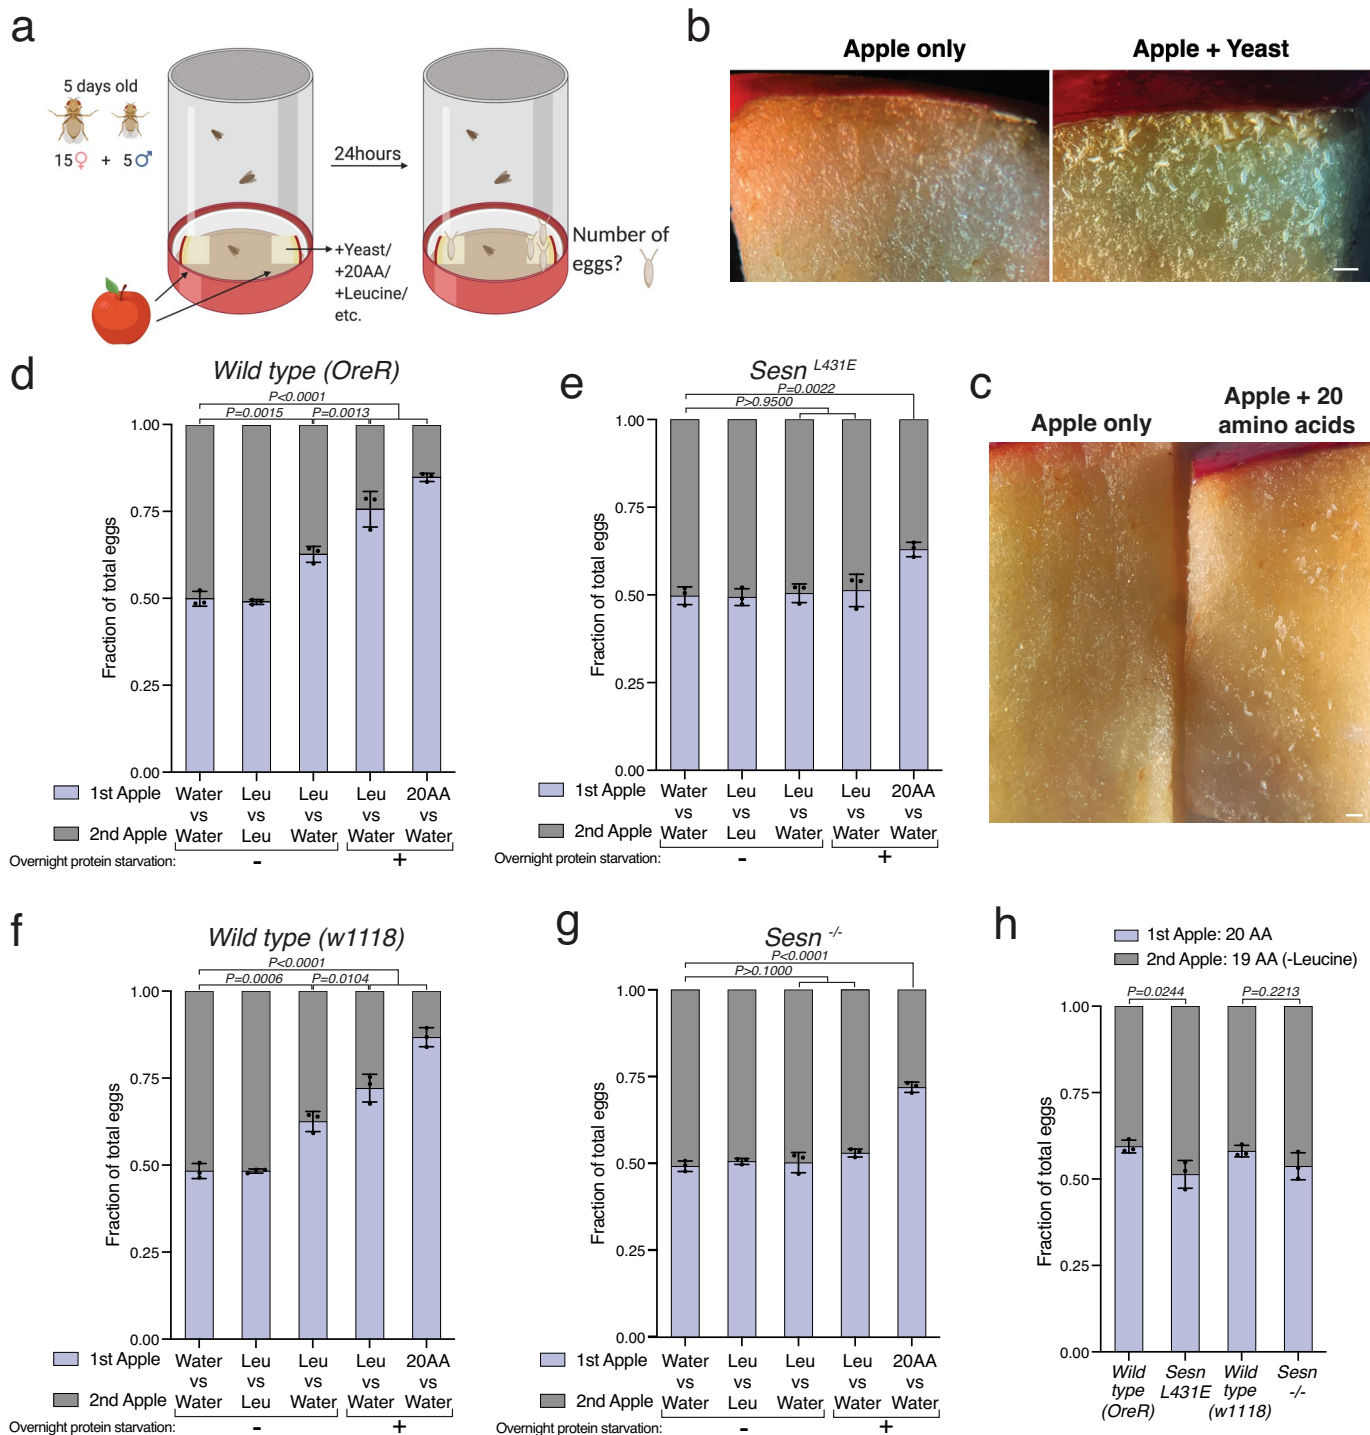 a
5 days old
15♀ + 5♂
24hours
+Yeast/
+20AA/
+Leucine/
etc.
Number of
eggs?
b
Apple only
Apple + Yeast
c
Apple only
Apple + 20
amino acids
d
Wild type (OreR)
P<0.0001
P=0.0015
P=0.0013
Fraction of total eggs
1.00
0.75
0.50
0.25
0.00
1st Apple
2nd Apple
Water
vs
Water
Leu
vs
Leu
Leu
vs
Water
Leu
vs
Water
20AA
vs
Water
Overnight protein starvation:
-
+
e
Sesn L431E
P=0.0022
P>0.9500
Fraction of total eggs
1.00
0.75
0.50
0.25
0.00
1st Apple
2nd Apple
Water
vs
Water
Leu
vs
Leu
Leu
vs
Water
Leu
vs
Water
20AA
vs
Water
Overnight protein starvation:
-
+
f
Wild type (w1118)
P<0.0001
P=0.0006
P=0.0104
Fraction of total eggs
1.00
0.75
0.50
0.25
0.00
1st Apple
2nd Apple
Water
vs
Water
Leu
vs
Leu
Leu
vs
Water
Leu
vs
Water
20AA
vs
Water
Overnight protein starvation:
-
+
g
Sesn -/-
P<0.0001
P>0.1000
Fraction of total eggs
1.00
0.75
0.50
0.25
0.00
1st Apple
2nd Apple
Water
vs
Water
Leu
vs
Leu
Leu
vs
Water
Leu
vs
Water
20AA
vs
Water
Overnight protein starvation:
-
+
h
1st Apple: 20 AA
2nd Apple: 19 AA (-Leucine)
P=0.0244
P=0.2213
Fraction of total eggs
1.00
0.75
0.50
0.25
0.00
Wild
type
(OreR)
Sesn
L431E
Wild
type
(w1118)
Sesn
-/-